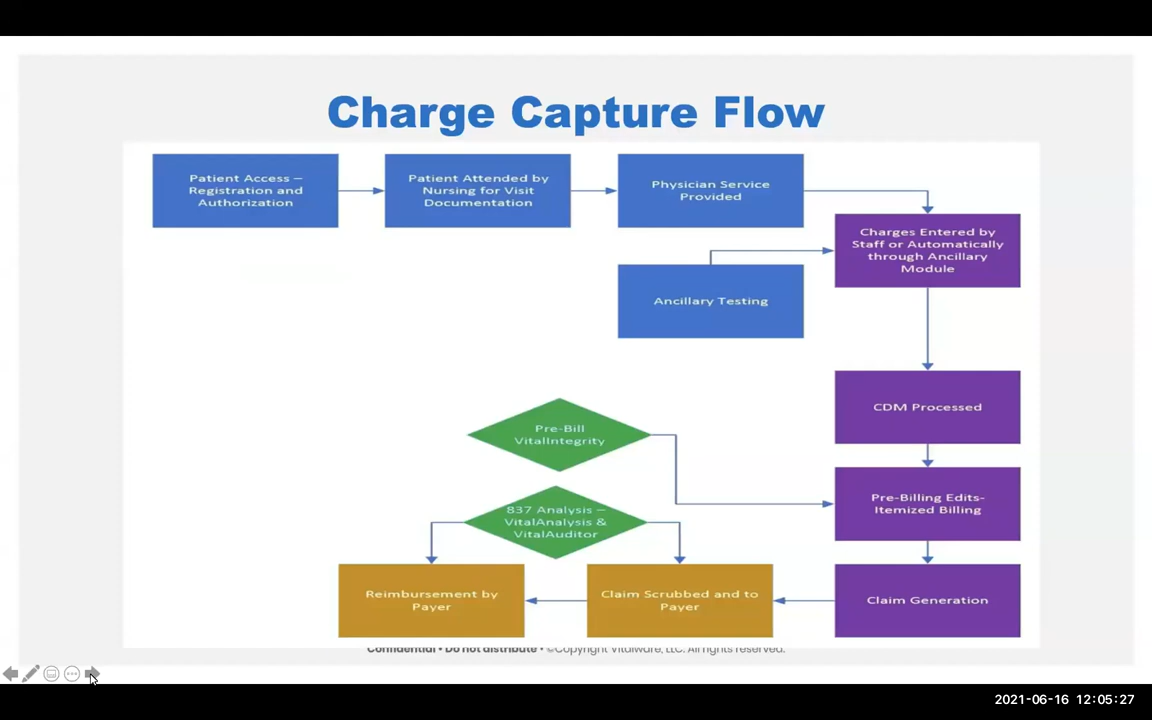 Charge Capture Flow
Patient Access –
Registration and
Authorization
Patient Attended by
Nursing for Visit
Documentation
Physician Service
Provided
Charges Entered by
Staff or Automatically
through Ancillary
Module
Ancillary Testing
CDM Processed
Pre-Bill
VitalIntegrity
Pre-Billing Edits-
Itemized Billing
837 Analysis –
VitalAnalysis &
VitalAuditor
Reimbursement by
Payer
Claim Scrubbed and to
Payer
Claim Generation
Confidential • Do not distribute • ©Copyright Vitalware, LLC. All rights reserved.
2021-06-16 12:05:27